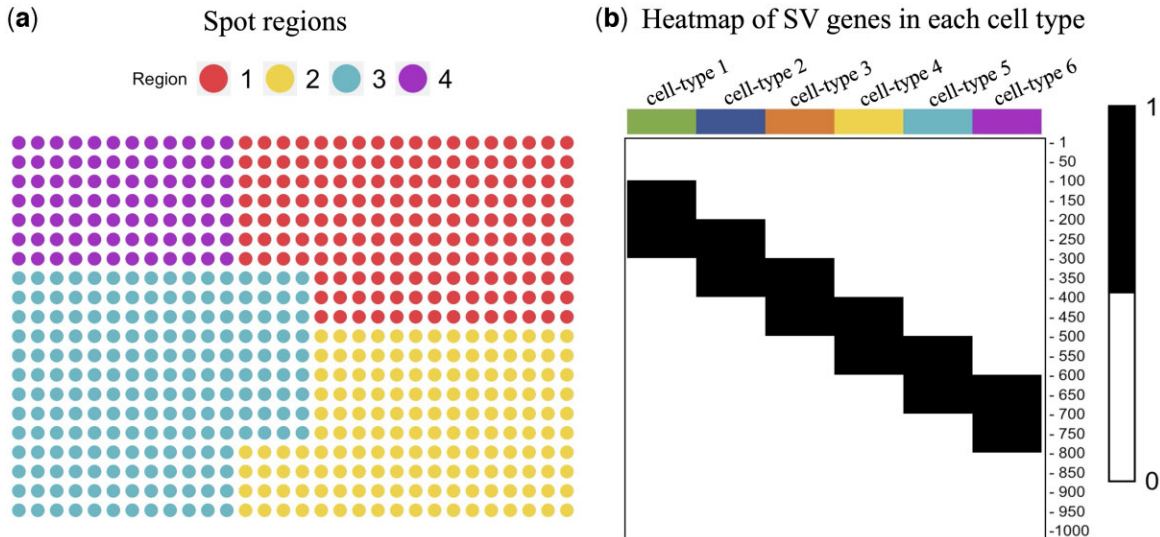 (a) Spot regions
Region 1 2 3 4
(b) Heatmap of SV genes in each cell type
cell-type 1
cell-type 2
cell-type 3
cell-type 4
cell-type 5
cell-type 6
- 1
- 50
- 100
- 150
- 200
- 250
- 300
- 350
- 400
- 450
- 500
- 550
- 600
- 650
- 700
- 750
- 800
- 850
- 900
- 950
-1000
1
0